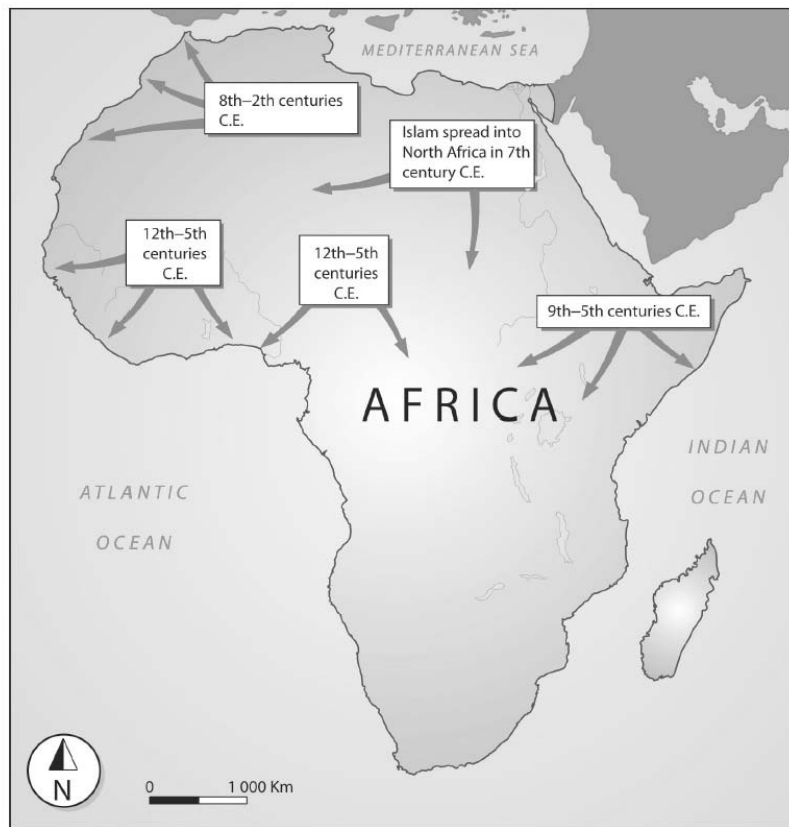 MEDITERRANEAN SEA
8th–2th centuries
C.E.
Islam spread into
North Africa in 7th
century C.E.
12th–5th
centuries
C.E.
12th–5th
centuries
C.E.
9th–5th centuries C.E.
AFRICA
INDIAN
OCEAN
ATLANTIC
OCEAN
N
0 1 000 Km